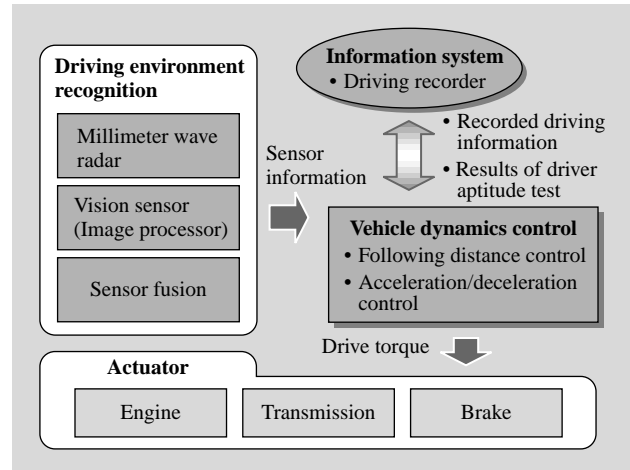 Driving environment
recognition
Millimeter wave
radar
Vision sensor
(Image processor)
Sensor fusion
Sensor
information
Information system
• Driving recorder
• Recorded driving
information
• Results of driver
aptitude test
Vehicle dynamics control
• Following distance control
• Acceleration/deceleration
control
Drive torque
Actuator
Engine
Transmission
Brake